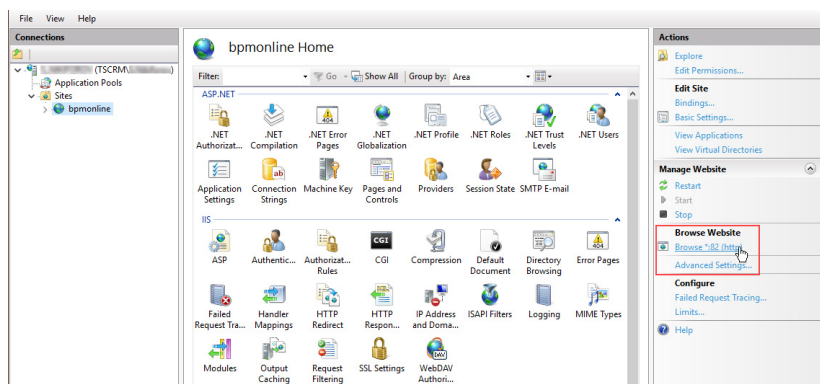 File View Help
Connections
(TSCRM\
Application Pools
Sites
bpmonline
bpmonline Home
Filter:
Go
Show All
Group by: Area
ASP.NET
.NET Authorizat...
.NET Compilation
.NET Error Pages
.NET Globalization
.NET Profile
.NET Roles
.NET Trust Levels
.NET Users
Application Settings
Connection Strings
Machine Key
Pages and Controls
Providers
Session State
SMTP E-mail
IIS
ASP
Authentic...
Authorizat... Rules
CGI
Compression
Default Document
Directory Browsing
Error Pages
Failed Request Tra...
Handler Mappings
HTTP Redirect
HTTP Respon...
IP Address and Doma...
ISAPI Filters
Logging
MIME Types
Modules
Output Caching
Request Filtering
SSL Settings
WebDAV Authori...
Actions
Explore
Edit Permissions...
Edit Site
Bindings...
Basic Settings...
View Applications
View Virtual Directories
Manage Website
Restart
Start
Stop
Browse Website
Browse *:82 (http)
Advanced Settings...
Configure
Failed Request Tracing...
Limits...
Help